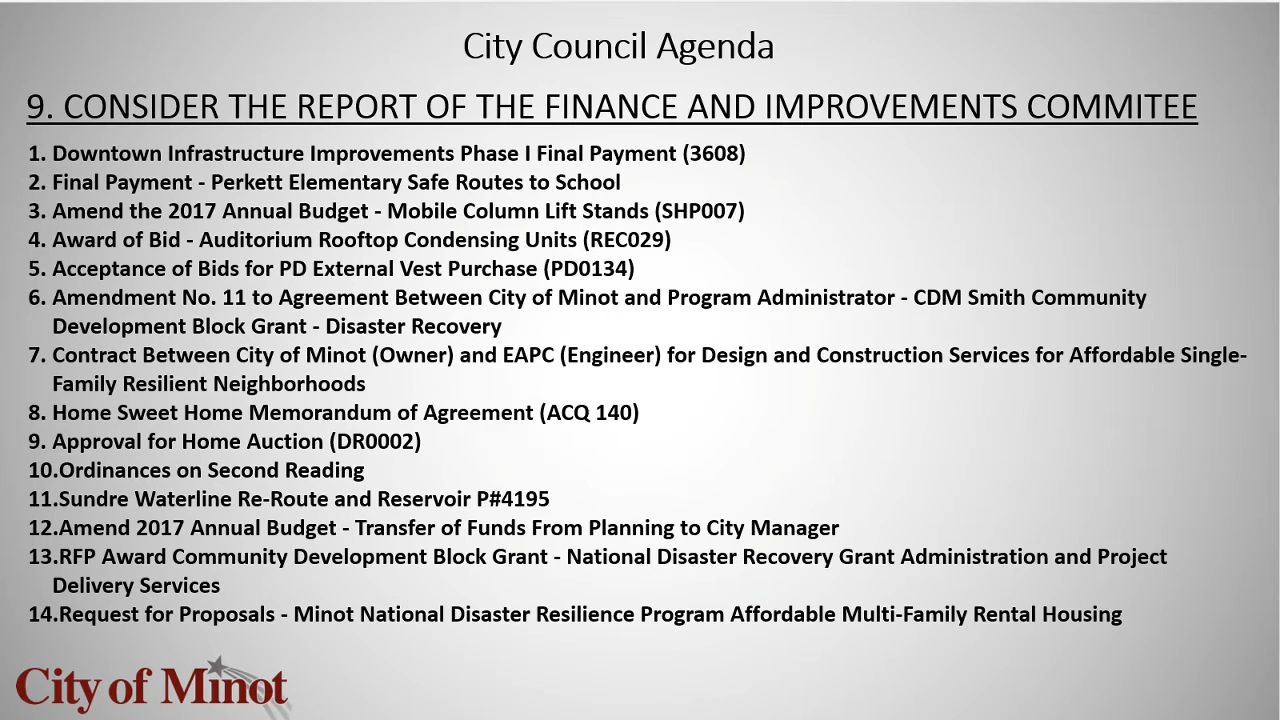 City Council Agenda
9. CONSIDER THE REPORT OF THE FINANCE AND IMPROVEMENTS COMMITEE
1. Downtown Infrastructure Improvements Phase I Final Payment (3608)
2. Final Payment - Perkett Elementary Safe Routes to School
3. Amend the 2017 Annual Budget - Mobile Column Lift Stands (SHP007)
4. Award of Bid - Auditorium Rooftop Condensing Units (REC029)
5. Acceptance of Bids for PD External Vest Purchase (PD0134)
6. Amendment No. 11 to Agreement Between City of Minot and Program Administrator - CDM Smith Community
Development Block Grant - Disaster Recovery
7. Contract Between City of Minot (Owner) and EAPC (Engineer) for Design and Construction Services for Affordable Single-
Family Resilient Neighborhoods
8. Home Sweet Home Memorandum of Agreement (ACQ 140)
9. Approval for Home Auction (DR0002)
10.Ordinances on Second Reading
11.Sundre Waterline Re-Route and Reservoir P#4195
12.Amend 2017 Annual Budget - Transfer of Funds From Planning to City Manager
13.RFP Award Community Development Block Grant - National Disaster Recovery Grant Administration and Project
Delivery Services
14.Request for Proposals - Minot National Disaster Resilience Program Affordable Multi-Family Rental Housing
City of Minot